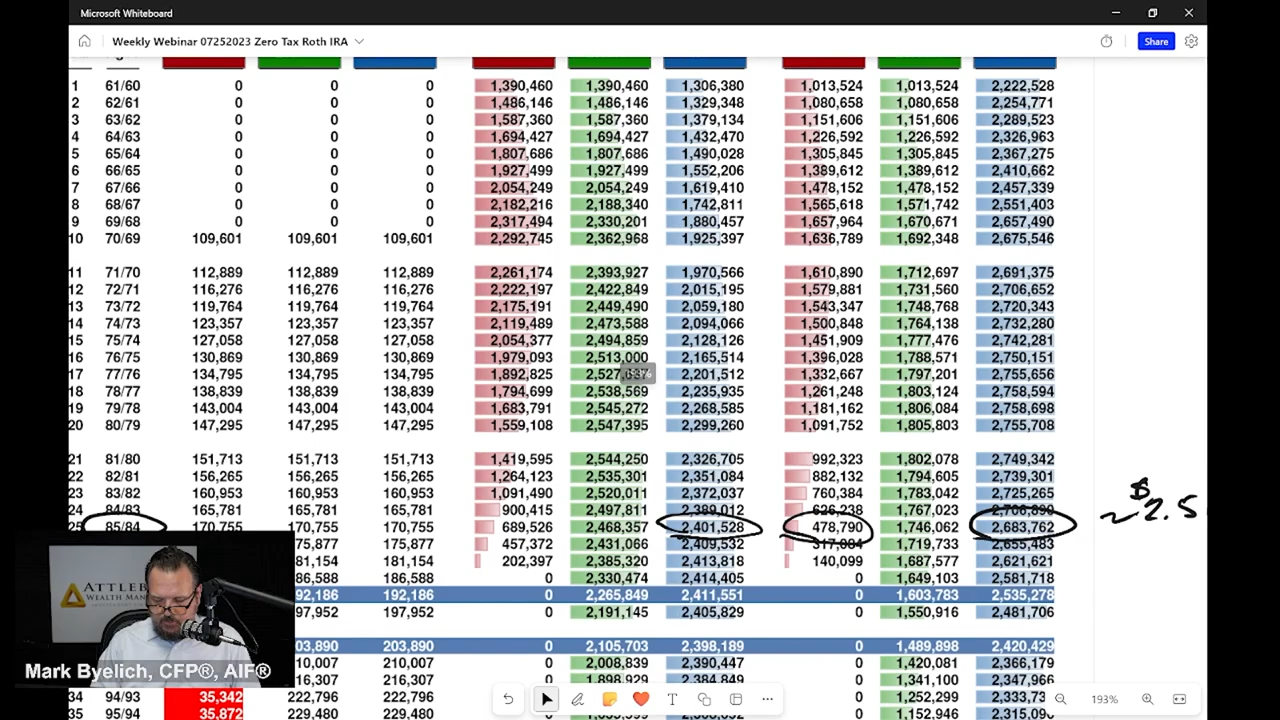 Microsoft Whiteboard
Weekly Webinar 07252023 Zero Tax Roth IRA
Share
1 61/60 0 0 0 1,390,460 1,390,460 1,306,380 1,013,524 1,013,524 2,222,528
2 62/61 0 0 0 1,486,146 1,486,146 1,329,348 1,080,658 1,080,658 2,254,771
3 63/62 0 0 0 1,587,360 1,587,360 1,379,134 1,151,606 1,151,606 2,289,523
4 64/63 0 0 0 1,694,427 1,694,427 1,432,470 1,226,592 1,226,592 2,326,963
5 65/64 0 0 0 1,807,686 1,807,686 1,490,028 1,305,845 1,305,845 2,367,275
6 66/65 0 0 0 1,927,499 1,927,499 1,552,206 1,389,612 1,389,612 2,410,662
7 67/66 0 0 0 2,054,249 2,054,249 1,619,410 1,478,152 1,478,152 2,457,339
8 68/67 0 0 0 2,182,216 2,188,340 1,742,811 1,565,618 1,571,742 2,551,403
9 69/68 0 0 0 2,317,494 2,330,201 1,880,457 1,657,964 1,670,671 2,657,490
10 70/69 109,601 109,601 109,601 2,292,745 2,362,968 1,925,397 1,636,789 1,692,348 2,675,546
11 71/70 112,889 112,889 112,889 2,261,174 2,393,927 1,970,566 1,610,890 1,712,697 2,691,375
12 72/71 116,276 116,276 116,276 2,222,197 2,422,849 2,015,195 1,579,881 1,731,560 2,706,652
13 73/72 119,764 119,764 119,764 2,175,191 2,449,490 2,059,180 1,543,347 1,748,768 2,720,343
14 74/73 123,357 123,357 123,357 2,119,489 2,473,588 2,094,066 1,500,848 1,764,138 2,732,280
15 75/74 127,058 127,058 127,058 2,054,377 2,494,859 2,128,126 1,451,909 1,777,476 2,742,281
16 76/75 130,869 130,869 130,869 1,979,093 2,513,000 2,165,514 1,396,028 1,788,571 2,750,151
17 77/76 134,795 134,795 134,795 1,892,825 2,201,512 1,332,667 1,797,201 2,755,656
18 78/77 138,839 138,839 138,839 1,794,699 2,538,569 2,235,935 1,261,248 1,803,124 2,758,594
19 79/78 143,004 143,004 143,004 1,683,791 2,545,272 2,268,585 1,181,162 1,806,084 2,758,698
20 80/79 147,295 147,295 147,295 1,559,108 2,547,395 2,299,260 1,091,752 1,805,803 2,755,708
21 81/80 151,713 151,713 151,713 1,419,595 2,544,250 2,326,705 992,323 1,802,078 2,749,342
22 82/81 156,265 156,265 156,265 1,264,123 2,535,301 2,351,084 882,132 1,794,605 2,739,301
23 83/82 160,953 160,953 160,953 1,091,490 2,520,011 2,372,037 760,384 1,783,042 2,725,265
24 84/83 165,781 165,781 165,781 900,415 2,497,811 2,389,012 1,767,023
25 85/84 170,755 170,755 170,755 689,526 2,468,357 2,401,528 478,790 1,746,062 2,683,762
~$2.5
175,877 457,372 2,431,066 2,409,532 1,719,733 2,655,483
181,154 202,397 2,385,320 2,413,818 140,099 1,687,577 2,621,621
186,588 0 2,330,474 2,414,405 0 1,649,103 2,581,718
192,186 0 2,265,849 2,411,551 0 1,603,783 2,535,278
197,952 0 2,191,145 2,405,829 0 1,550,916 2,481,706
203,890 0 2,105,703 2,398,189 0 1,489,898 2,420,429
210,007 0 2,008,839 2,390,447 0 1,420,081 2,366,179
216,307 0 1,898,929 2,384,849 0 1,341,100 2,347,966
34 94/93 35,342 222,796 222,796 1,252,299
35 95/94 35,872 229,480 229,480 1,152,946
Mark Byelich, CFP®, AIF®
193%